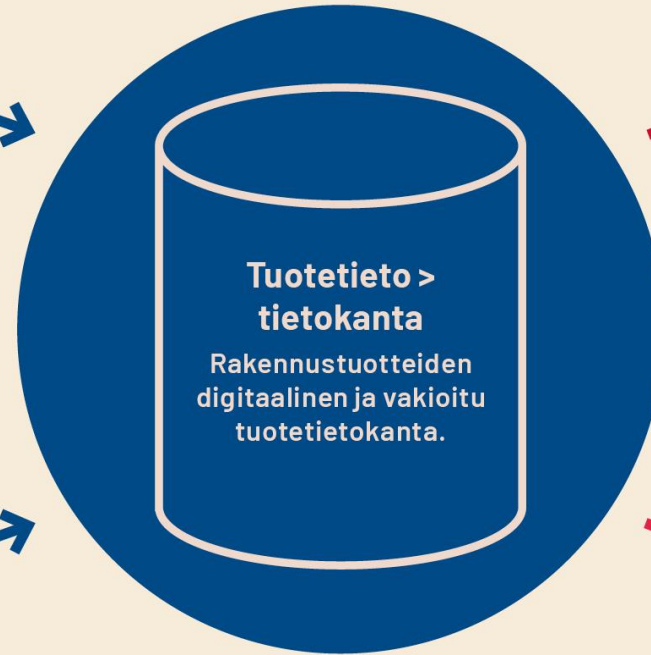 Tuotetieto >
tietokanta
Rakennustuotteiden
digitaalinen ja vakioitu
tuotetietokanta.